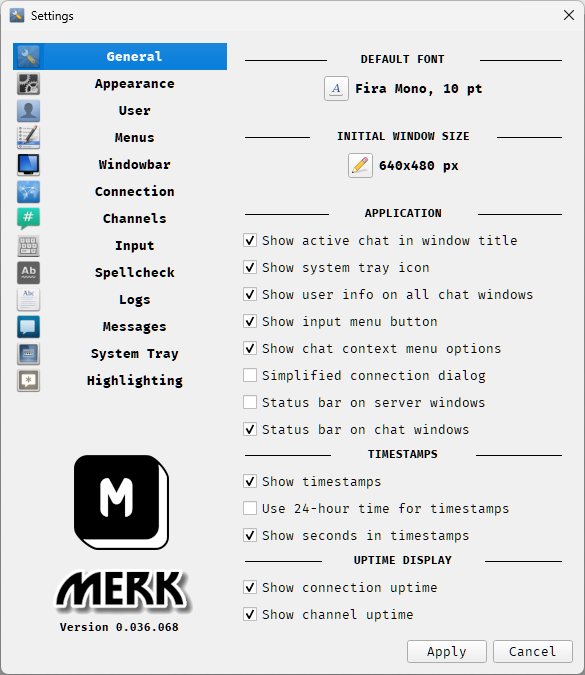 Settings
General
Appearance
User
Menus
Windowbar
Connection
Channels
Input
Spellcheck
Logs
Messages
System Tray
Highlighting
#
Ab
Abc
*
M
MERK
Version 0.036.068
DEFAULT FONT
A
Fira Mono, 10 pt
INITIAL WINDOW SIZE
640x480 px
APPLICATION
Show active chat in window title
Show system tray icon
Show user info on all chat windows
Show input menu button
Show chat context menu options
Simplified connection dialog
Status bar on server windows
Status bar on chat windows
TIMESTAMPS
Show timestamps
Use 24-hour time for timestamps
Show seconds in timestamps
UPTIME DISPLAY
Show connection uptime
Show channel uptime
Apply
Cancel